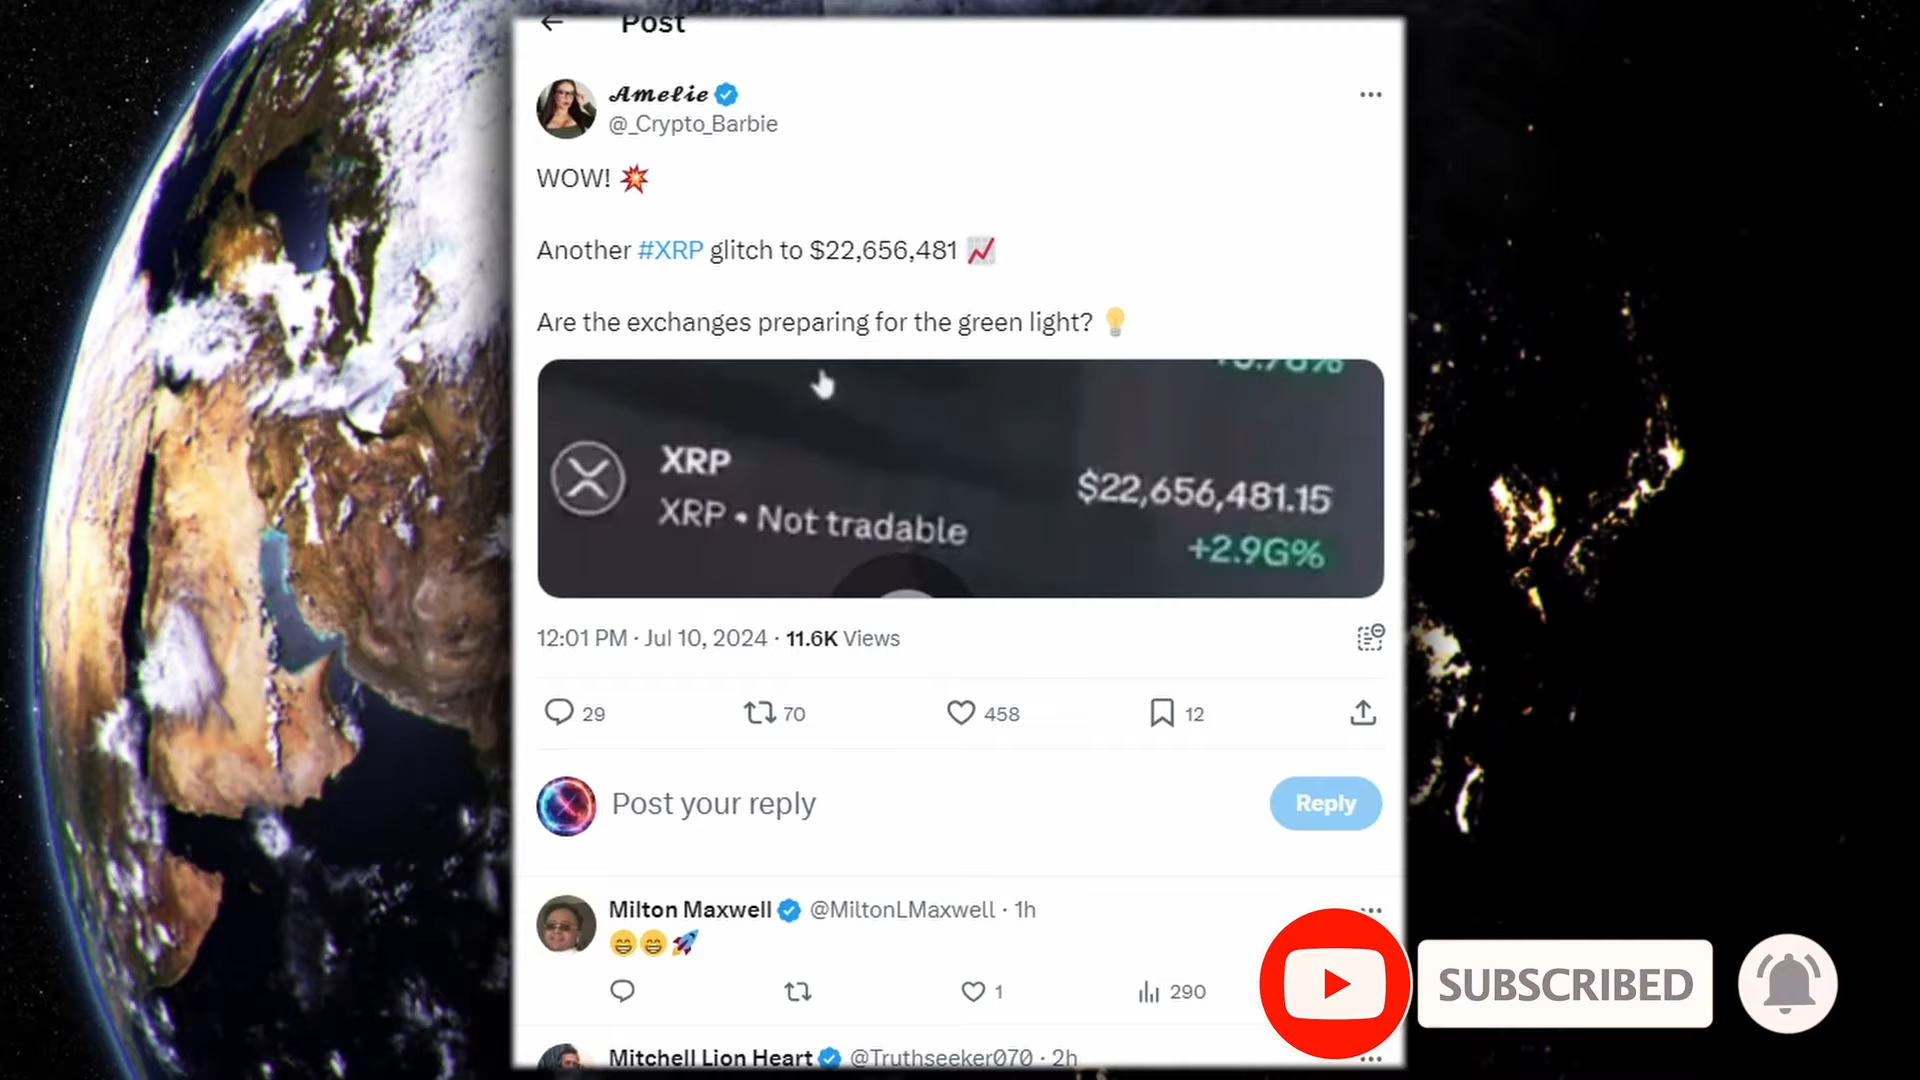 Post
Amelie
@_Crypto_Barbie
WOW! 💥
Another #XRP glitch to $22,656,481 📈
Are the exchanges preparing for the green light? 💡
+5.78%
XRP
$22,656,481.15
XRP • Not tradable
+2.9G%
12:01 PM · Jul 10, 2024 · 11.6K Views
29 70 458 12
Post your reply
Reply
Milton Maxwell @MiltonLMaxwell · 1h
😁😁🚀
1 290
SUBSCRIBED
Mitchell Lion Heart @Truthseeker070 · 2h